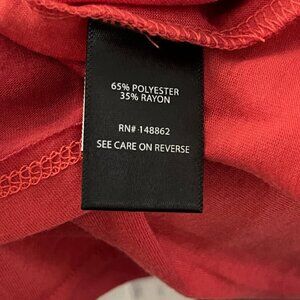 65% POLYESTER
35% RAYON
RN# 148862
SEE CARE ON REVERSE